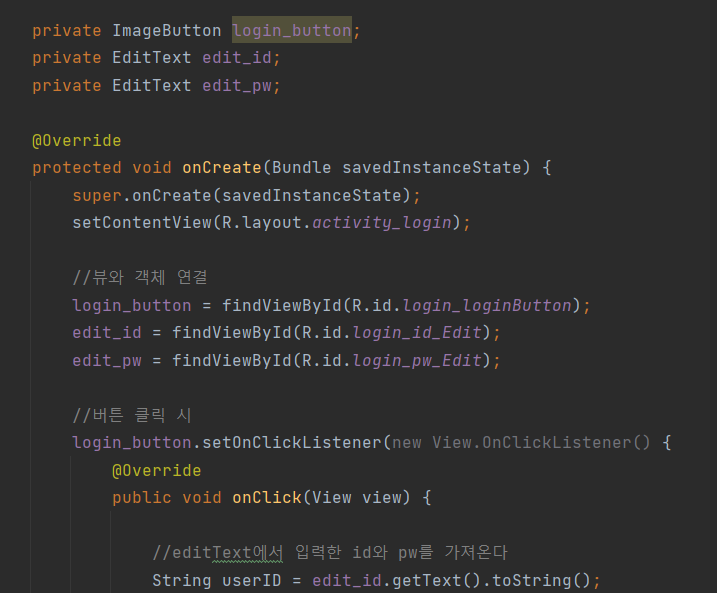 private ImageButton login_button;
private EditText edit_id;
private EditText edit_pw;
@Override
protected void onCreate(Bundle savedInstanceState) {
super.onCreate(savedInstanceState);
setContentView(R.layout.activity_login);
//뷰와 객체 연결
login_button = findViewById(R.id.login_loginButton);
edit_id = findViewById(R.id.login_id_Edit);
edit_pw = findViewById(R.id.login_pw_Edit);
//버튼 클릭 시
login_button.setOnClickListener(new View.OnClickListener() {
@Override
public void onClick(View view) {
//editText에서 입력한 id와 pw를 가져온다
String userID = edit_id.getText().toString();